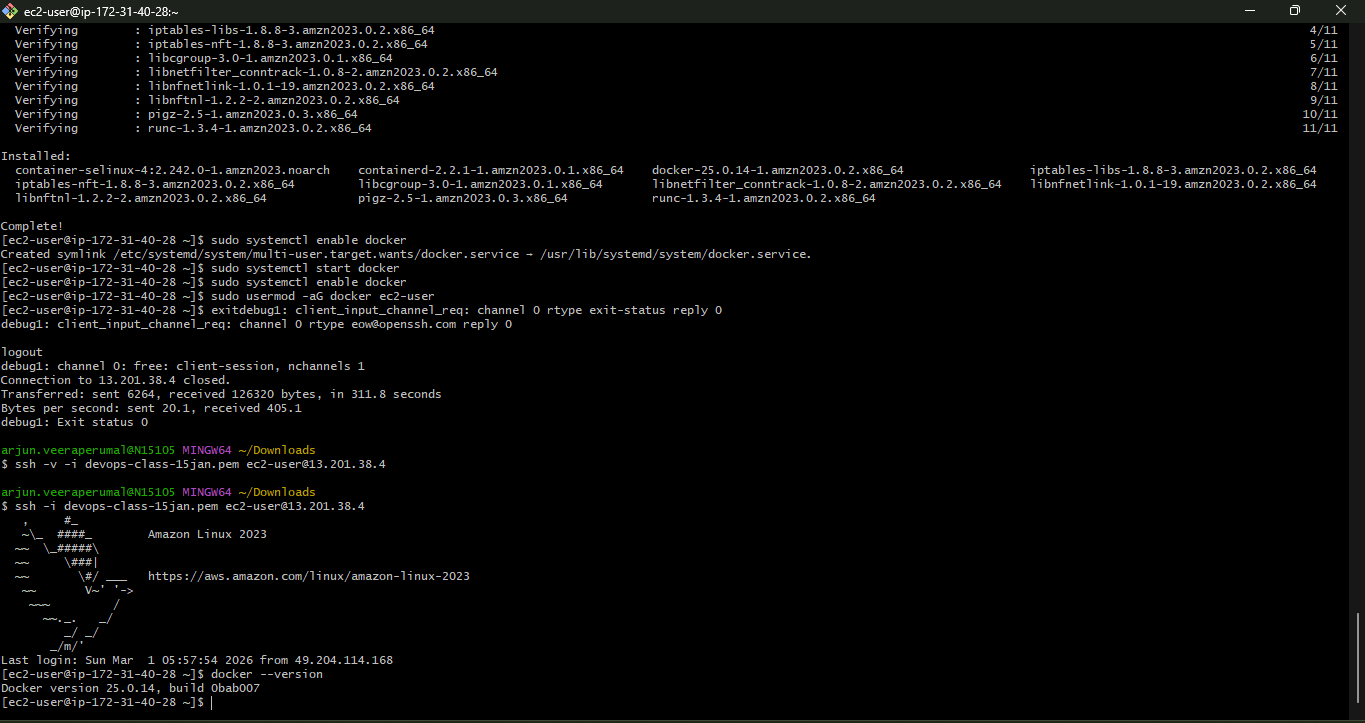 ec2-user@ip-172-31-40-28:~
  Verifying        : iptables-libs-1.8.8-3.amzn2023.0.2.x86_64    4/11
  Verifying        : iptables-nft-1.8.8-3.amzn2023.0.2.x86_64    5/11
  Verifying        : libcgroup-3.0-1.amzn2023.0.1.x86_64    6/11
  Verifying        : libnetfilter_conntrack-1.0.8-2.amzn2023.0.2.x86_64    7/11
  Verifying        : libnfnetlink-1.0.1-19.amzn2023.0.2.x86_64    8/11
  Verifying        : libnftnl-1.2.2-2.amzn2023.0.2.x86_64    9/11
  Verifying        : pigz-2.5-1.amzn2023.0.3.x86_64    10/11
  Verifying        : runc-1.3.4-1.amzn2023.0.2.x86_64    11/11
Installed:
  container-selinux-4:2.242.0-1.amzn2023.noarch    containerd-2.2.1-1.amzn2023.0.1.x86_64    docker-25.0.14-1.amzn2023.0.2.x86_64    iptables-libs-1.8.8-3.amzn2023.0.2.x86_64
  iptables-nft-1.8.8-3.amzn2023.0.2.x86_64    libcgroup-3.0-1.amzn2023.0.1.x86_64    libnetfilter_conntrack-1.0.8-2.amzn2023.0.2.x86_64    libnfnetlink-1.0.1-19.amzn2023.0.2.x86_64
  libnftnl-1.2.2-2.amzn2023.0.2.x86_64    pigz-2.5-1.amzn2023.0.3.x86_64    runc-1.3.4-1.amzn2023.0.2.x86_64
Complete!
[ec2-user@ip-172-31-40-28 ~]$ sudo systemctl enable docker
Created symlink /etc/systemd/system/multi-user.target.wants/docker.service → /usr/lib/systemd/system/docker.service.
[ec2-user@ip-172-31-40-28 ~]$ sudo systemctl start docker
[ec2-user@ip-172-31-40-28 ~]$ sudo systemctl enable docker
[ec2-user@ip-172-31-40-28 ~]$ sudo usermod -aG docker ec2-user
[ec2-user@ip-172-31-40-28 ~]$ exitdebug1: client_input_channel_req: channel 0 rtype exit-status reply 0
debug1: client_input_channel_req: channel 0 rtype eow@openssh.com reply 0
logout
debug1: channel 0: free: client-session, nchannels 1
Connection to 13.201.38.4 closed.
Transferred: sent 6264, received 126320 bytes, in 311.8 seconds
Bytes per second: sent 20.1, received 405.1
debug1: Exit status 0
arjun.veeraperumal@N15105 MINGW64 ~/Downloads
$ ssh -v -i devops-class-15jan.pem ec2-user@13.201.38.4
arjun.veeraperumal@N15105 MINGW64 ~/Downloads
$ ssh -i devops-class-15jan.pem ec2-user@13.201.38.4
   ,     #_
   ~\_  ####_        Amazon Linux 2023
  ~~  \_#####\
  ~~     \###|
  ~~       \#/ ___   https://aws.amazon.com/linux/amazon-linux-2023
   ~~       V~' '->
    ~~~         /
      ~~._.   _/
         _/ _/
       _/m/'
Last login: Sun Mar  1 05:57:54 2026 from 49.204.114.168
[ec2-user@ip-172-31-40-28 ~]$ docker --version
Docker version 25.0.14, build 0bab007
[ec2-user@ip-172-31-40-28 ~]$